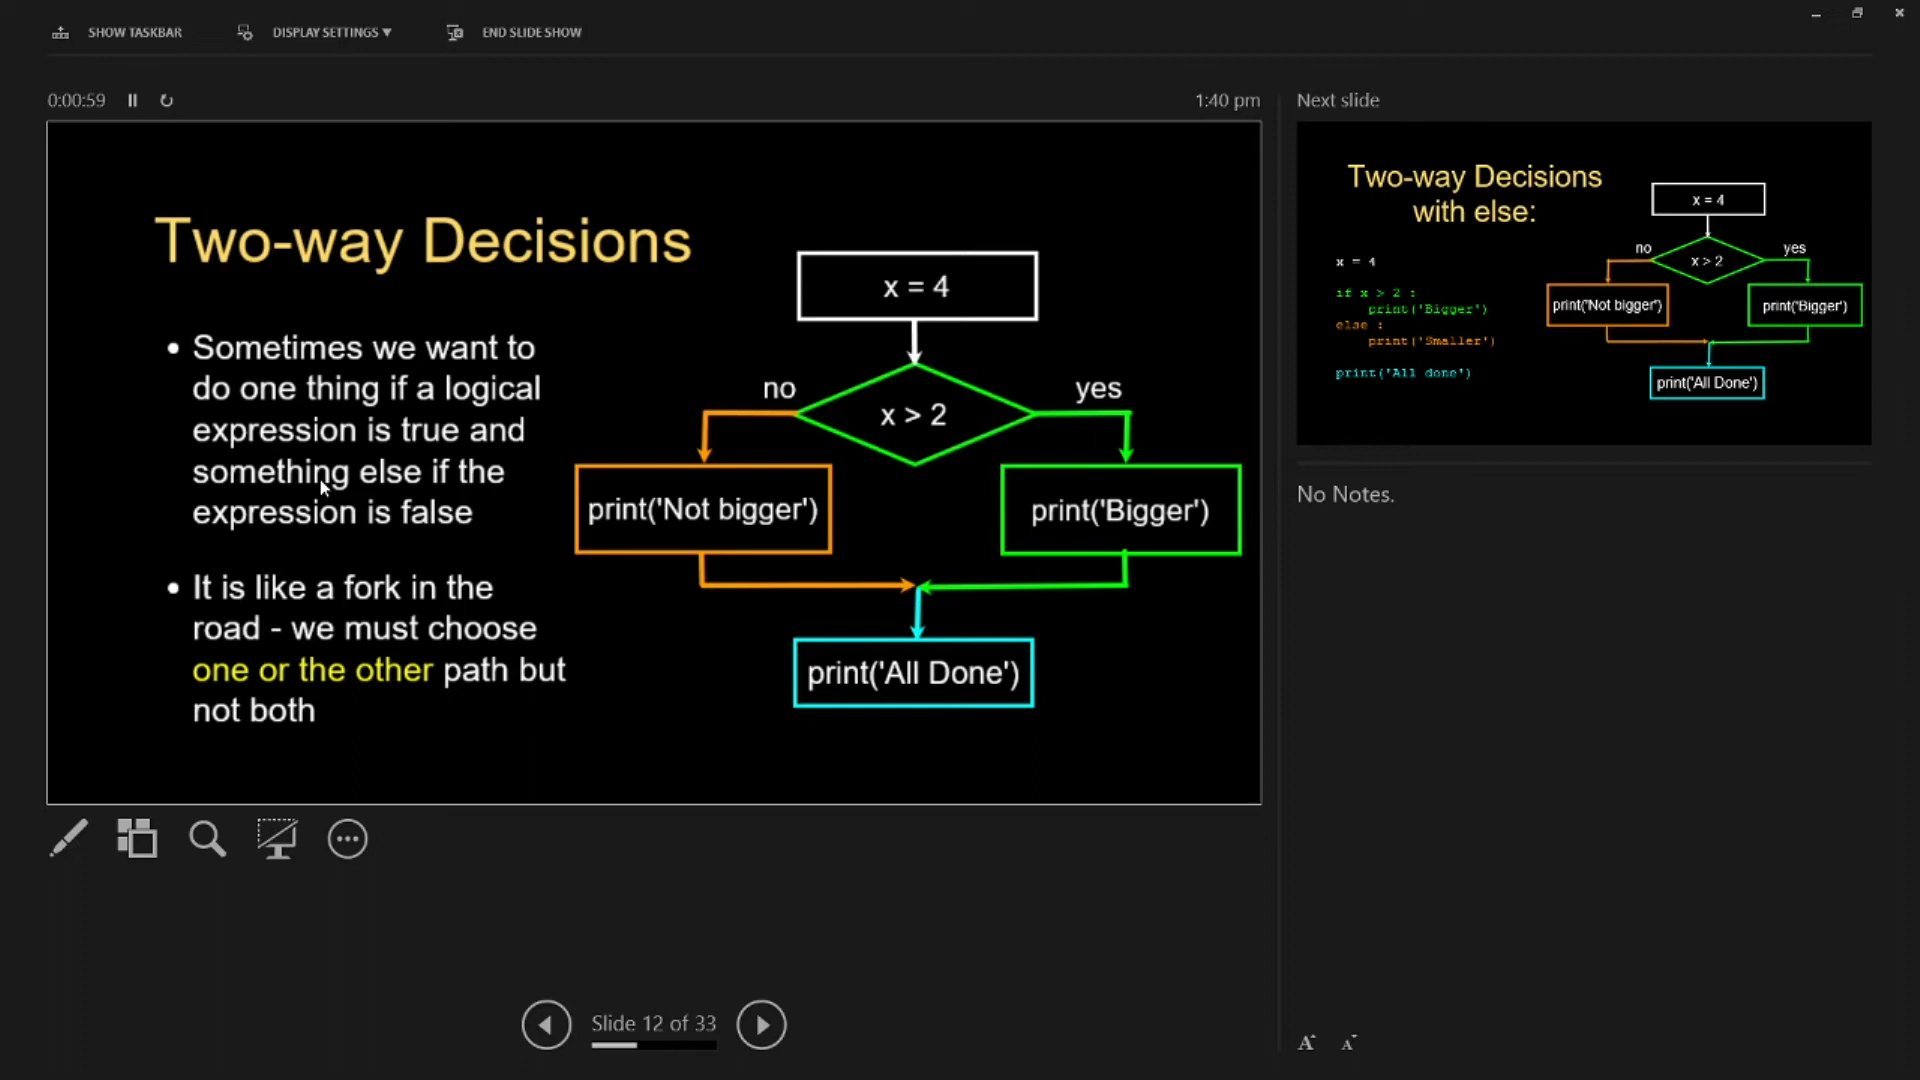 SHOW TASKBAR
DISPLAY SETTINGS ▾
END SLIDE SHOW
0:00:59
1:40 pm
Two-way Decisions
• Sometimes we want to
do one thing if a logical
expression is true and
something else if the
expression is false
• It is like a fork in the
road - we must choose
one or the other path but
not both
x = 4
no
x > 2
yes
print('Not bigger')
print('Bigger')
print('All Done')
Slide 12 of 33
Next slide
Two-way Decisions
with else:
x = 4
if x > 2 :
print('Bigger')
else :
print('Smaller')
print('All done')
x = 4
no
x > 2
yes
print('Not bigger')
print('Bigger')
print('All Done')
No Notes.
A A